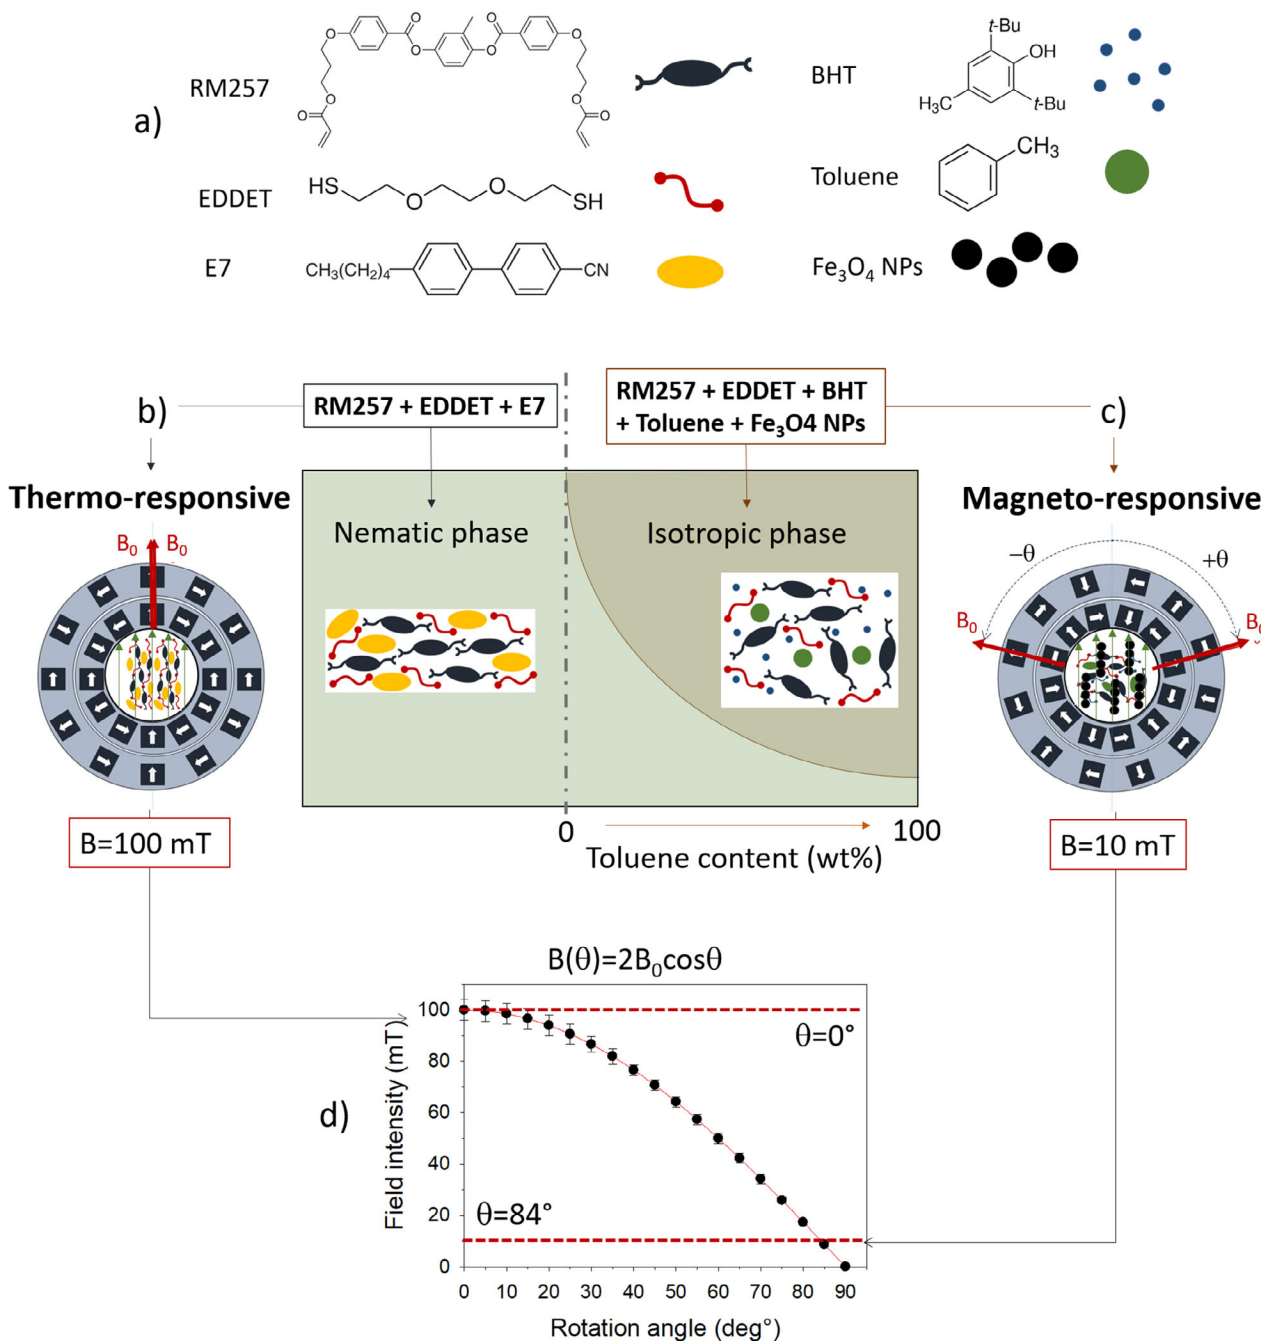 a)
RM257
O
O
O
O
O
O
O
O
O
O
BHT
t-Bu
OH
H₃C
t-Bu
EDDET
HS
O
O
SH
Toluene
CH₃
E7
CH₃(CH₂)₄
CN
Fe₃O₄ NPs
b)
RM257 + EDDET + E7
RM257 + EDDET + BHT
+ Toluene + Fe₃O4 NPs
c)
Thermo-responsive
Magneto-responsive
B₀
B₀
Nematic phase
Isotropic phase
−θ
+θ
B₀
B₀
B=100 mT
0
100
Toluene content (wt%)
B=10 mT
B(θ)=2B₀cosθ
d)
Field intensity (mT)
100
80
60
40
20
0
θ=0°
θ=84°
0
10
20
30
40
50
60
70
80
90
Rotation angle (deg°)